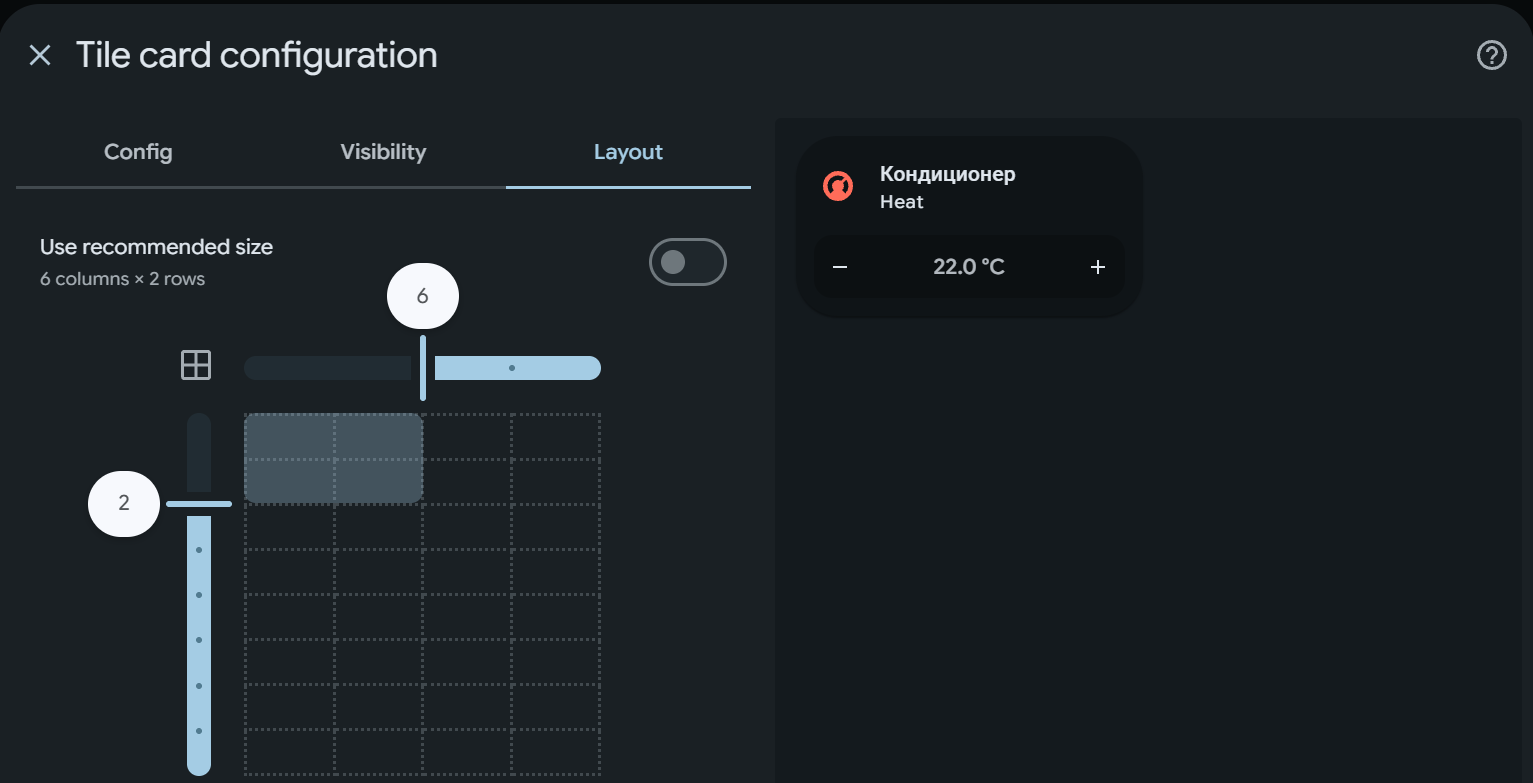 Tile card configuration
Config
Visibility
Layout
Use recommended size
6 columns × 2 rows
6
2
Кондиционер
Heat
22.0 °C